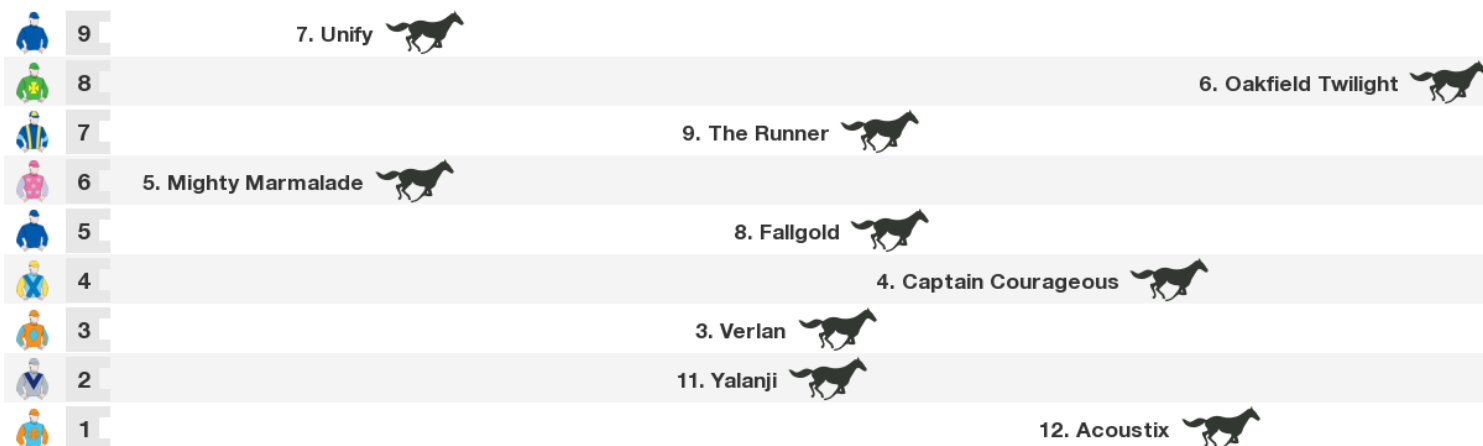 9 7. Unify
8 6. Oakfield Twilight
7 9. The Runner
6 5. Mighty Marmalade
5 8. Fallgold
4 4. Captain Courageous
3 3. Verlan
2 11. Yalanji
1 12. Acoustix